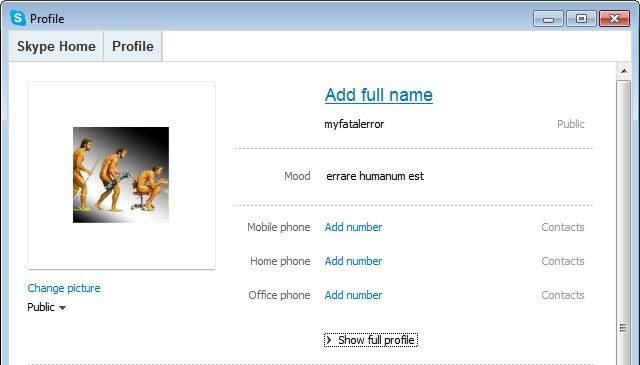 Profile
Skype Home Profile
Add full name
myfatalerror Public
Mood errare humanum est
Mobile phone Add number Contacts
Home phone Add number Contacts
Office phone Add number Contacts
Change picture
Public
Show full profile